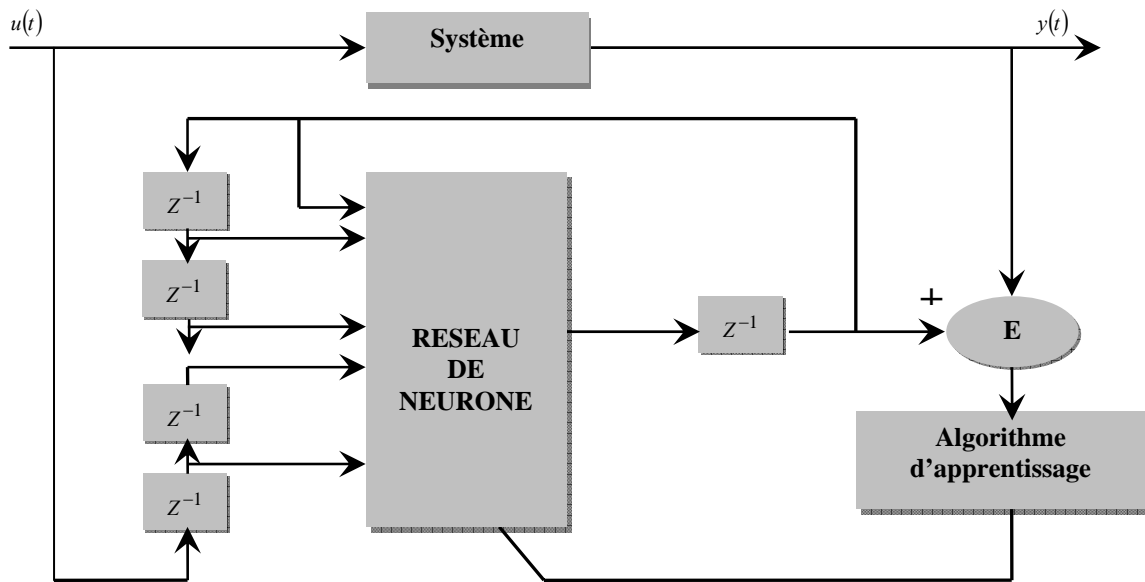 u(t)
Système
y(t)
Z⁻¹
Z⁻¹
Z⁻¹
Z⁻¹
RESEAU
DE
NEURONE
Z⁻¹
+
E
Algorithme
d'apprentissage